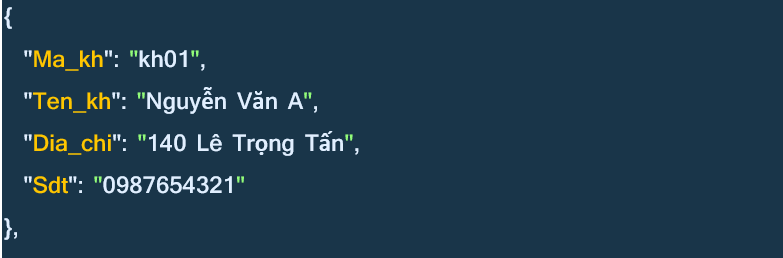 {
"Ma_kh": "kh01",
"Ten_kh": "Nguyễn Văn A",
"Dia_chi": "140 Lê Trọng Tấn",
"Sdt": "0987654321"
},